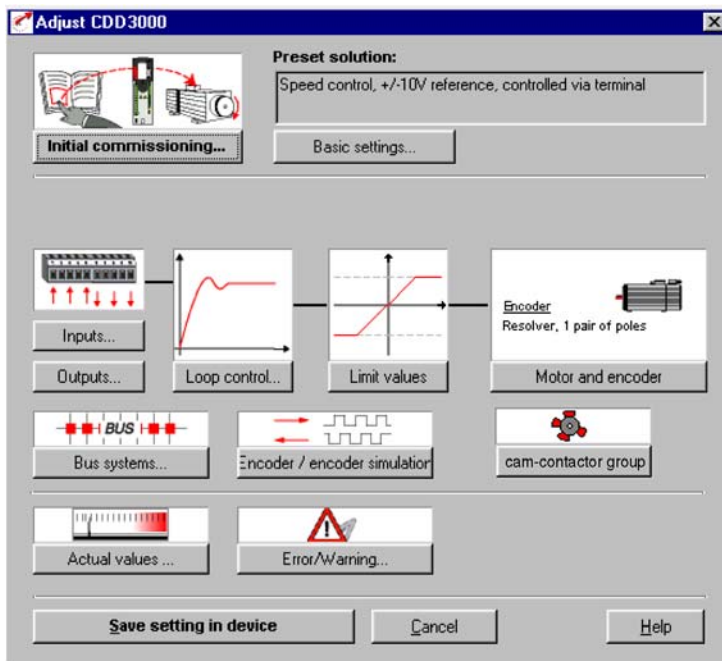 Adjust CDD3000
Preset solution:
Speed control, +/-10V reference, controlled via terminal
Initial commissioning...
Basic settings...
Encoder
Resolver, 1 pair of poles
Inputs...
Outputs...
Loop control...
Limit values
Motor and encoder
BUS
Bus systems...
Encoder / encoder simulation
cam-contactor group
Actual values ...
Error/Warning...
Save setting in device
Cancel
Help